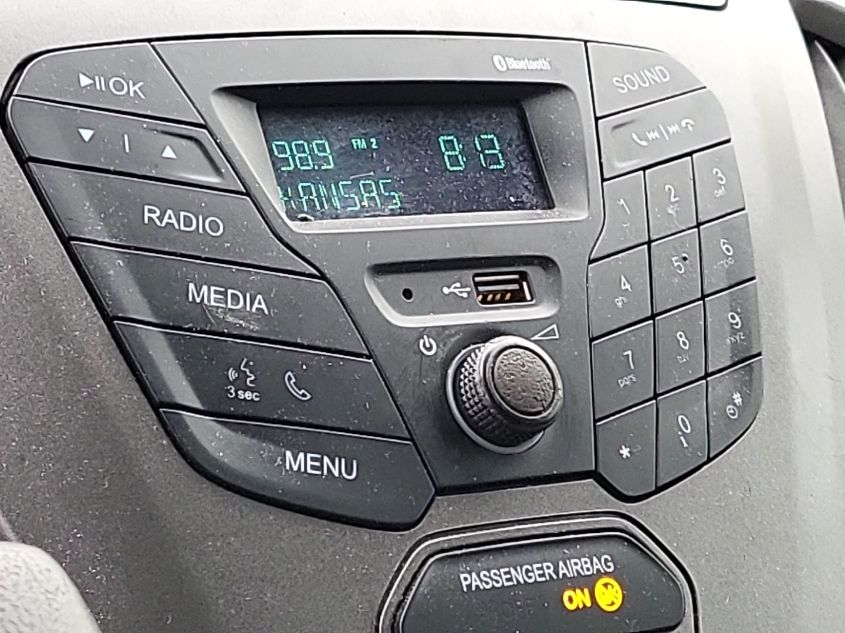 Bluetooth
OK
SOUND
98.9 FM 2 8:13
KANSAS
RADIO
MEDIA
3 sec
MENU
1
2
3
4
5
6
7
pqrs
8
9
*
0
#
PASSENGER AIRBAG
ON